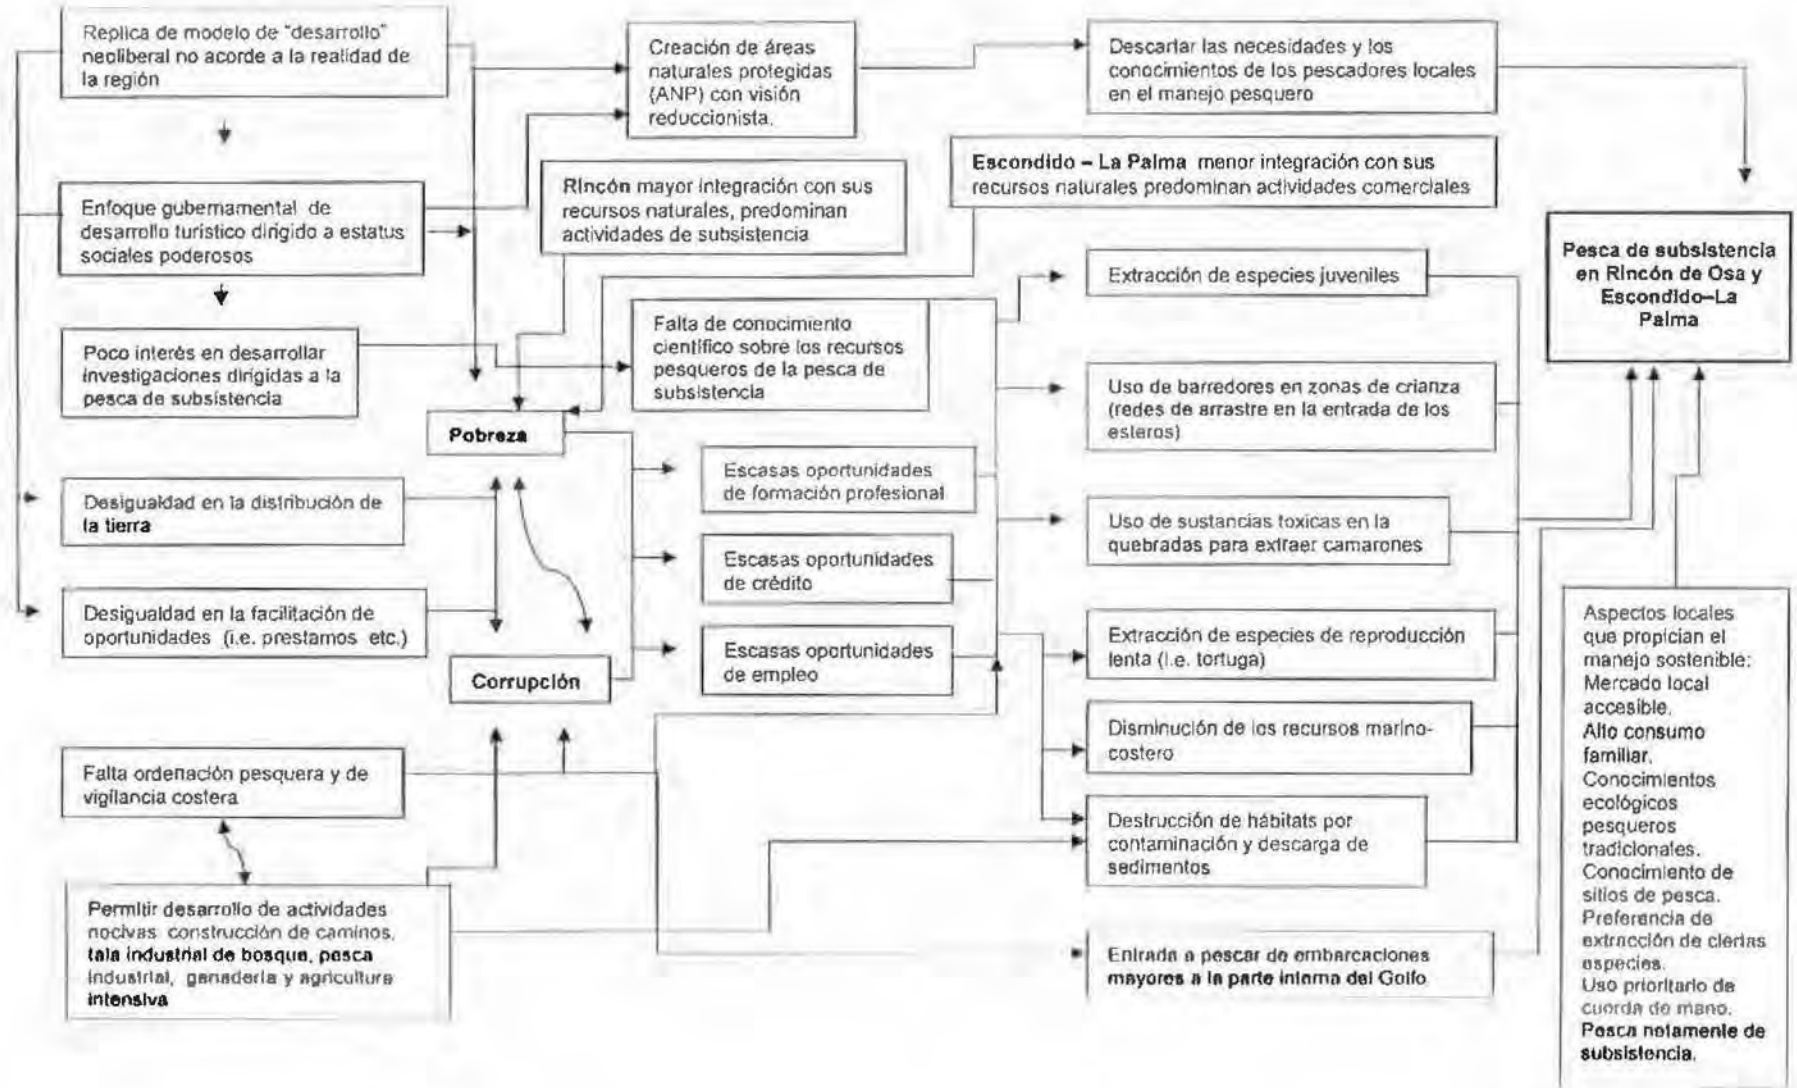 Replica de modelo de "desarrollo"
neoliberal no acorde a la realidad de
la región
Enfoque gubernamental de
desarrollo turístico dirigido a estatus
sociales poderosos
Poco interés en desarrollar
investigaciones dirigidas a la
pesca de subsistencia
Desigualdad en la distribución de
la tierra
Desigualdad en la facilitación de
oportunidades (i.e. prestamos etc.)
Falta ordenación pesquera y de
vigilancia costera
Permitir desarrollo de actividades
nocivas construcción de caminos,
tala industrial de bosque, pesca
industrial, ganadería y agricultura
intensiva
Creación de áreas
naturales protegidas
(ANP) con visión
reduccionista.
Rincón mayor integración con sus
recursos naturales, predominan
actividades de subsistencia
Falta de conocimiento
científico sobre los recursos
pesqueros de la pesca de
subsistencia
Pobreza
Corrupción
Escasas oportunidades
de formación profesional
Escasas oportunidades
de crédito
Escasas oportunidades
de empleo
Descartar las necesidades y los
conocimientos de los pescadores locales
en el manejo pesquero
Escondido – La Palma menor integración con sus
recursos naturales predominan actividades comerciales
Extracción de especies juveniles
Uso de barredores en zonas de crianza
(redes de arrastre en la entrada de los
esteros)
Uso de sustancias toxicas en la
quebradas para extraer camarones
Extracción de especies de reproducción
lenta (i.e. tortuga)
Disminución de los recursos marino-
costero
Destrucción de hábitats por
contaminación y descarga de
sedimentos
Entrada a pescar de embarcaciones
mayores a la parte interna del Golfo
Pesca de subsistencia
en Rincón de Osa y
Escondido–La
Palma
Aspectos locales
que propician el
manejo sostenible:
Mercado local
accesible.
Alto consumo
familiar.
Conocimientos
ecológicos
pesqueros
tradicionales.
Conocimiento de
sitios de pesca.
Preferencia de
extracción de ciertas
especies.
Uso prioritario de
cuerda de mano.
Pesca netamente de
subsistencia.